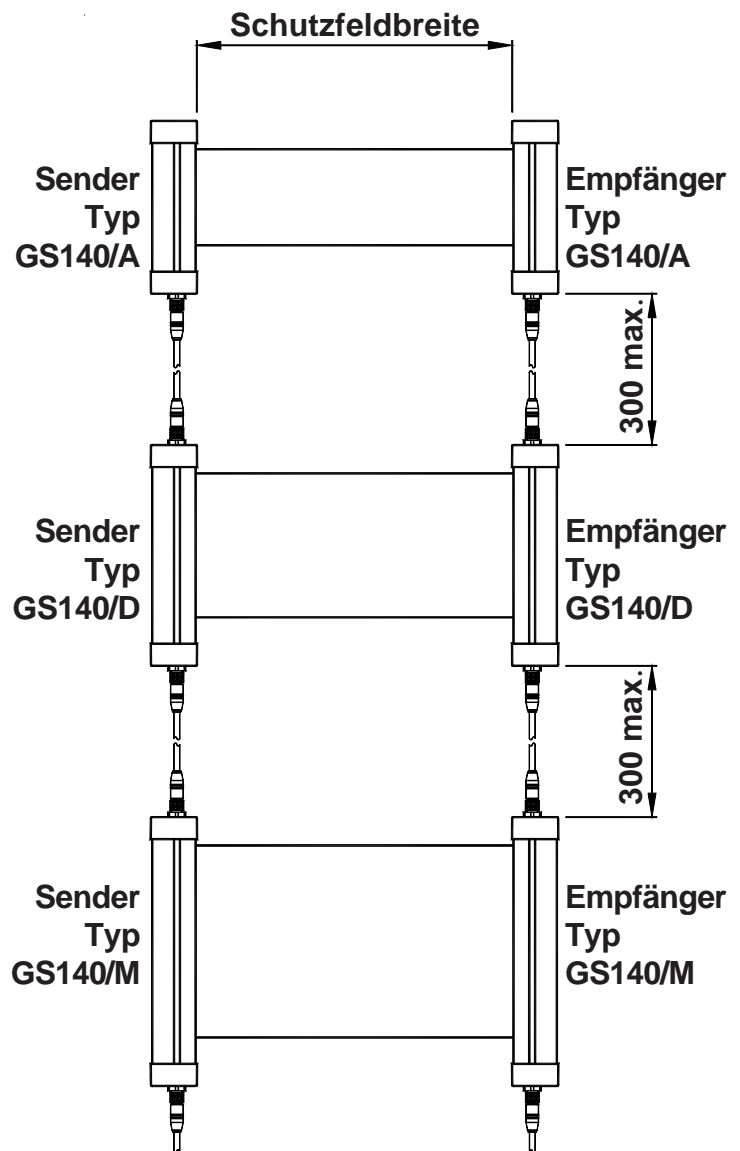 Schutzfeldbreite
Sender
Typ
GS140/A
Empfänger
Typ
GS140/A
300 max.
Sender
Typ
GS140/D
Empfänger
Typ
GS140/D
300 max.
Sender
Typ
GS140/M
Empfänger
Typ
GS140/M